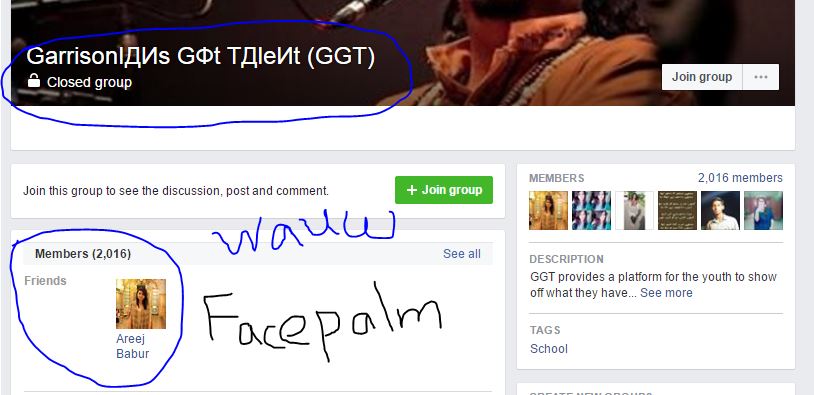 GarrisonIДИs GФt TДleИt (GGT)
Closed group
Join group
Join this group to see the discussion, post and comment.
+ Join group
wauw
Members (2,016)
See all
Friends
Areej
Babur
Facepalm
MEMBERS
2,016 members
DESCRIPTION
GGT provides a platform for the youth to show
off what they have... See more
TAGS
School
CREATE NEW GROUPS